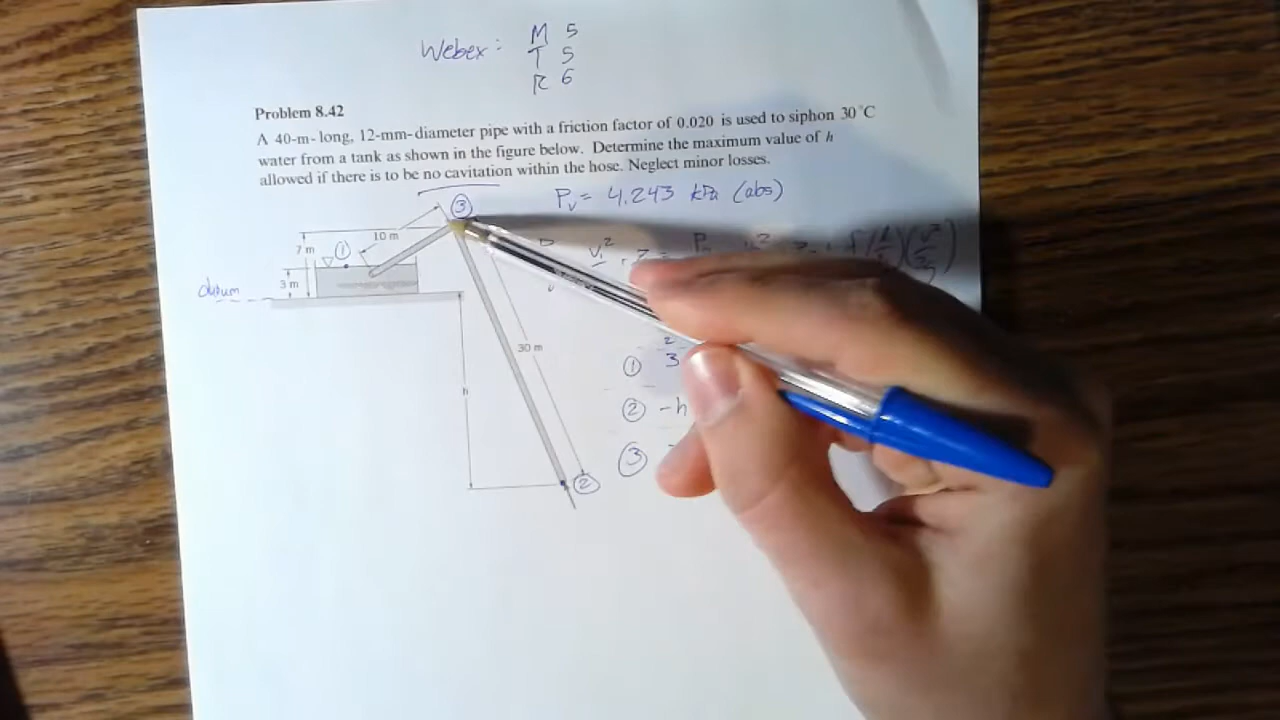 Webex: M 5
T 5
R 6
Problem 8.42
A 40-m-long, 12-mm-diameter pipe with a friction factor of 0.020 is used to siphon 30 °C
water from a tank as shown in the figure below. Determine the maximum value of h
allowed if there is to be no cavitation within the hose. Neglect minor losses.
Pv = 4.243 kPa (abs)
③
10 m
7 m
①
3 m
datum
30 m
h
①
3
② -h
③
②